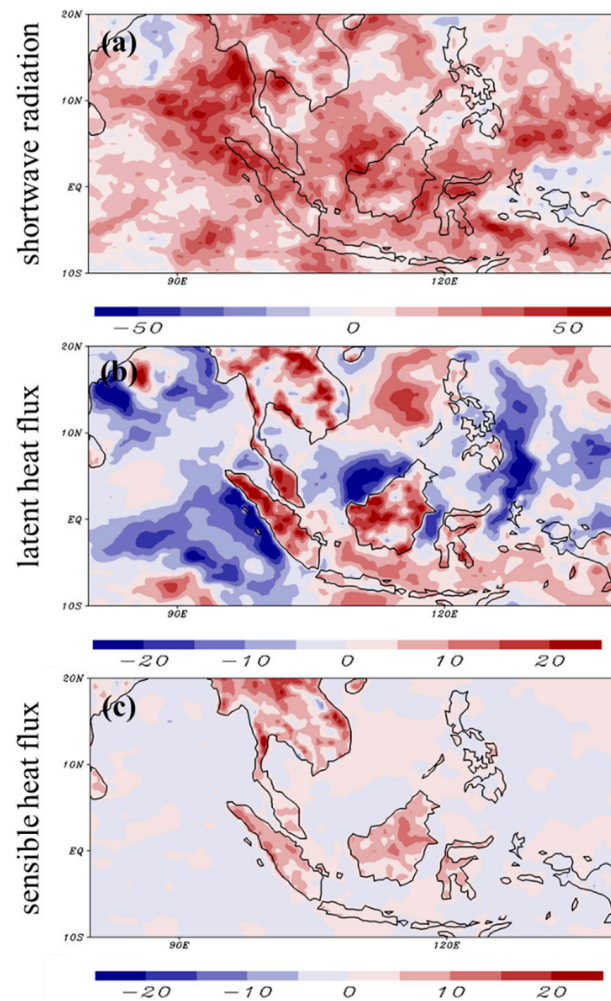 20N
(a)
10N
EQ
10S
90E
120E
shortwave radiation
-50
0
50
20N
(b)
10N
EQ
10S
90E
120E
latent heat flux
-20
-10
0
10
20
20N
(c)
10N
EQ
10S
90E
120E
sensible heat flux
-20
-10
0
10
20